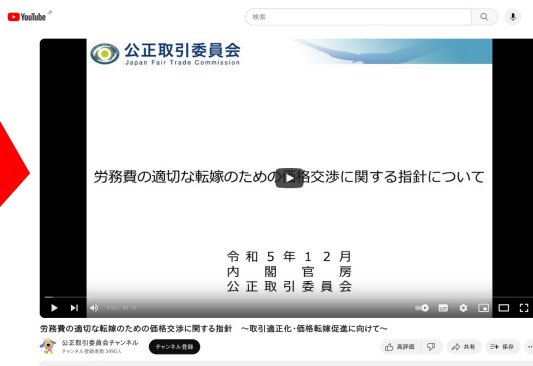 YouTube JP
検索
公正取引委員会
Japan Fair Trade Commission
労務費の適切な転嫁のための価格交渉に関する指針について
令和5年12月
内閣官房
公正取引委員会
労務費の適切な転嫁のための価格交渉に関する指針 ～取引適正化・価格転嫁促進に向けて～
公正取引委員会チャンネル
チャンネル登録
高評価
共有
保存